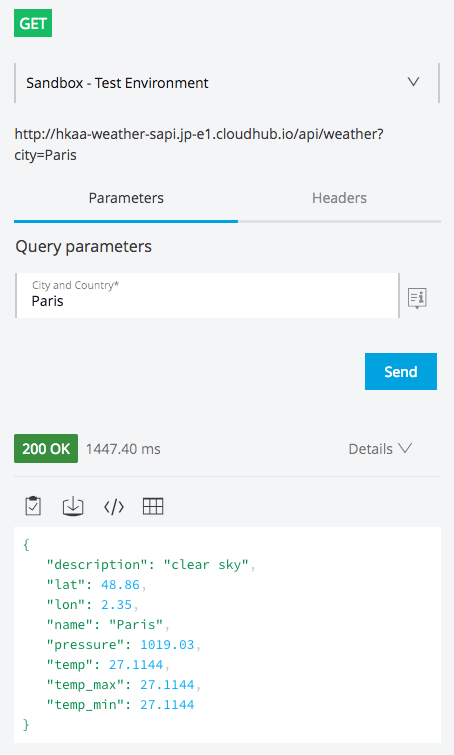 GET
Sandbox - Test Environment
http://hkaa-weather-sapi.jp-e1.cloudhub.io/api/weather?
city=Paris
Parameters Headers
Query parameters
City and Country*
Paris
Send
200 OK 1447.40 ms Details
{
"description": "clear sky",
"lat": 48.86,
"lon": 2.35,
"name": "Paris",
"pressure": 1019.03,
"temp": 27.1144,
"temp_max": 27.1144,
"temp_min": 27.1144
}